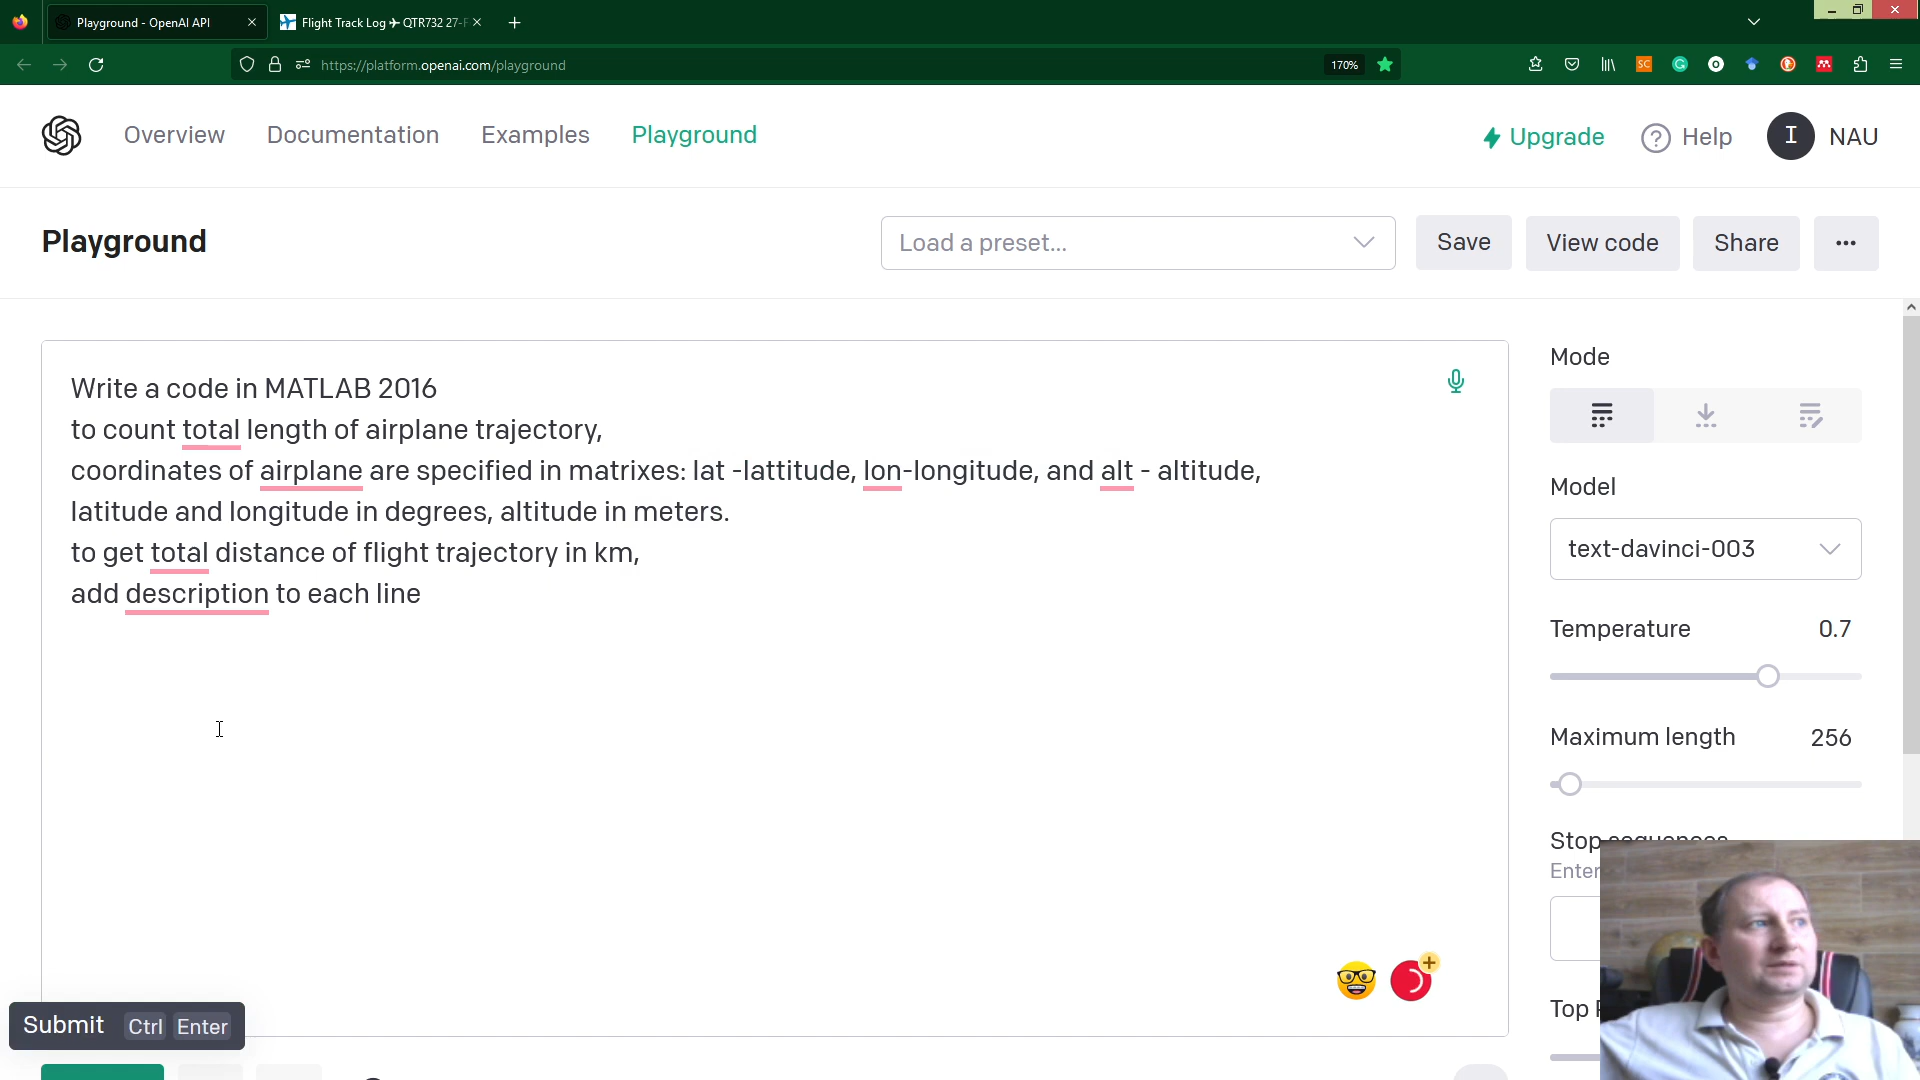 Playground - OpenAI API
Flight Track Log ✈ QTR732 27-F
https://platform.openai.com/playground
170%
Overview
Documentation
Examples
Playground
Upgrade
Help
I
NAU
Playground
Load a preset...
Save
View code
Share
Write a code in MATLAB 2016
to count total length of airplane trajectory,
coordinates of airplane are specified in matrixes: lat -lattitude, lon-longitude, and alt - altitude,
latitude and longitude in degrees, altitude in meters.
to get total distance of flight trajectory in km,
add description to each line
Mode
Model
text-davinci-003
Temperature 0.7
Maximum length 256
Stop sequences
Enter
Top P
Submit Ctrl Enter